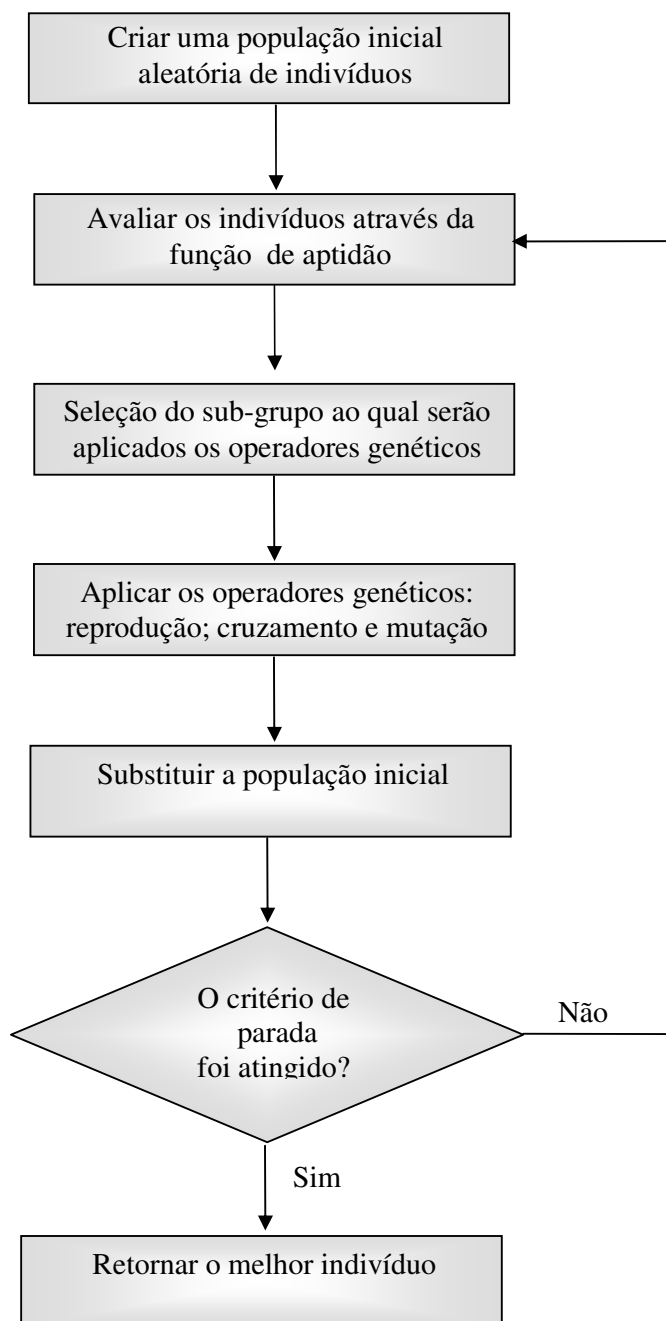 Criar uma população inicial
aleatória de indivíduos
Avaliar os indivíduos através da
função de aptidão
Seleção do sub-grupo ao qual serão
aplicados os operadores genéticos
Aplicar os operadores genéticos:
reprodução; cruzamento e mutação
Substituir a população inicial
O critério de
parada
foi atingido?
Não
Sim
Retornar o melhor indivíduo